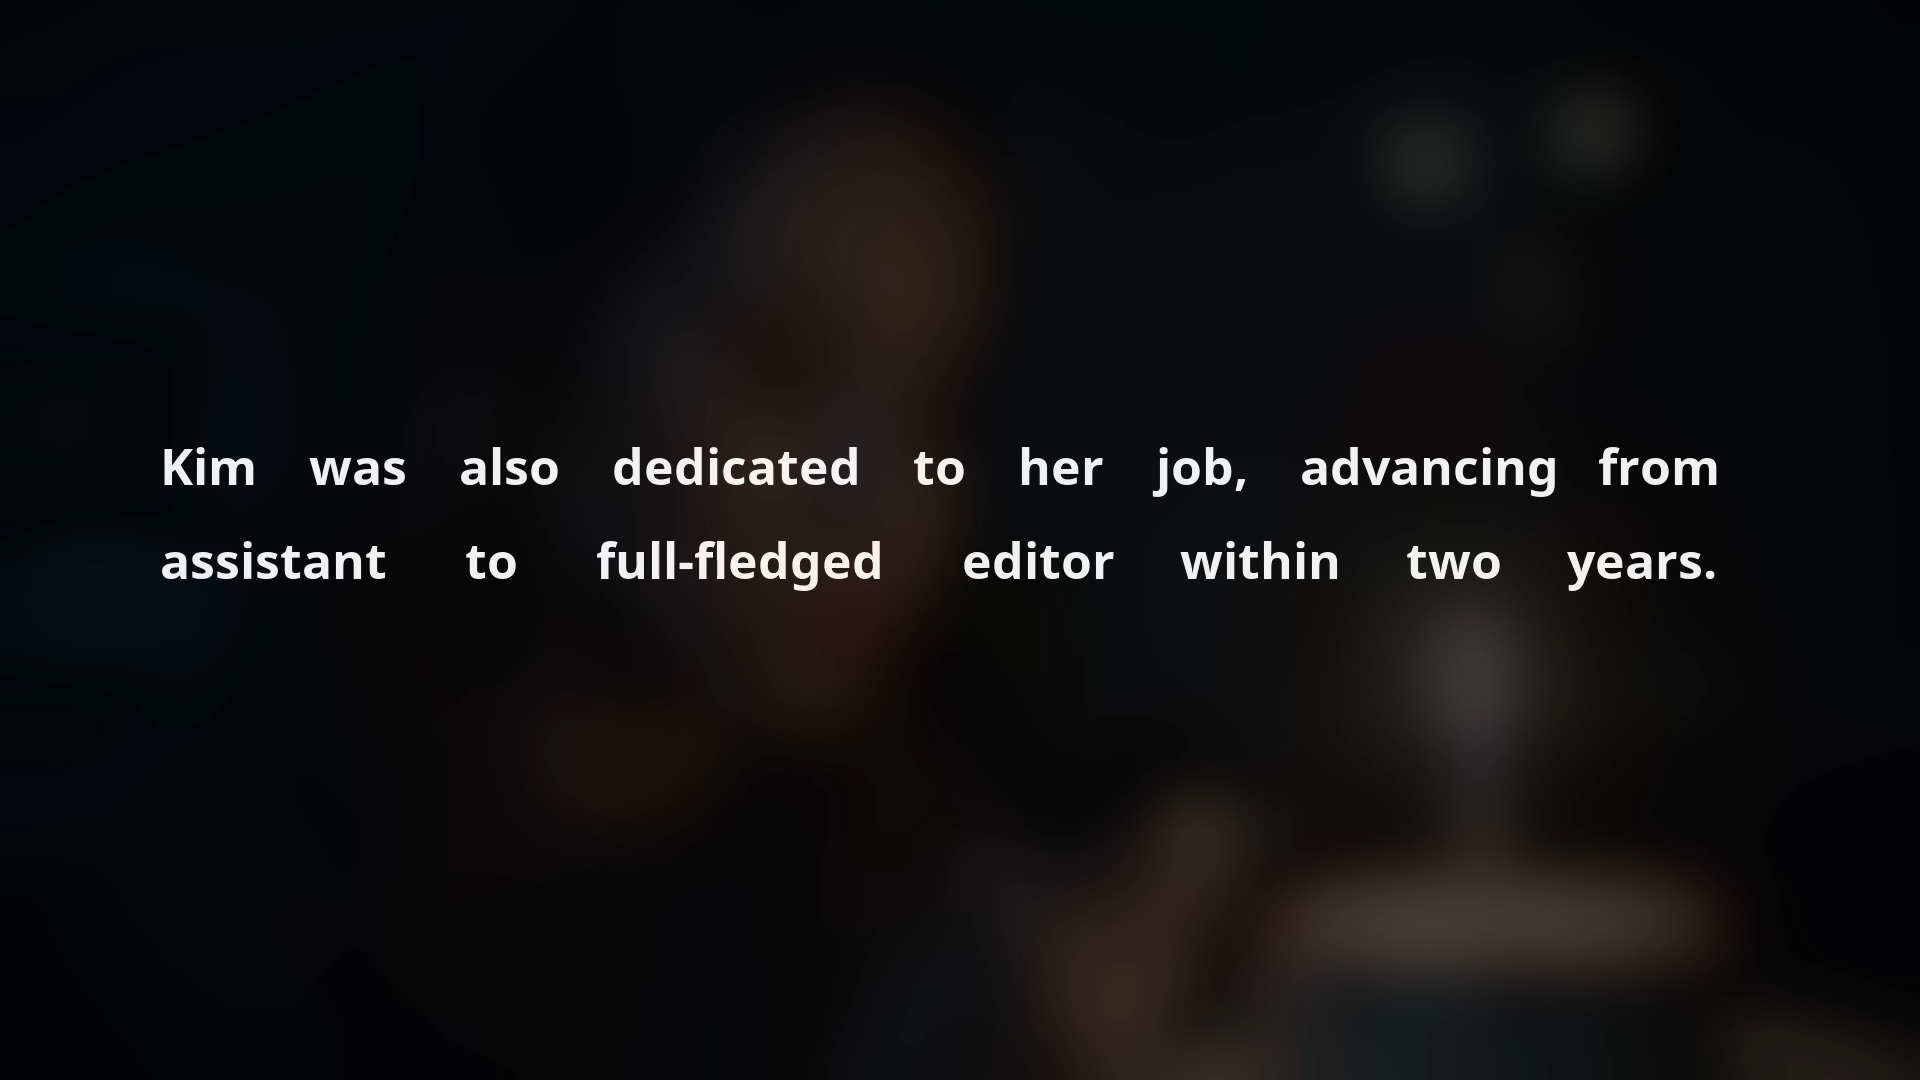 Kim was also dedicated to her job, advancing from
assistant to full-fledged editor within two years.